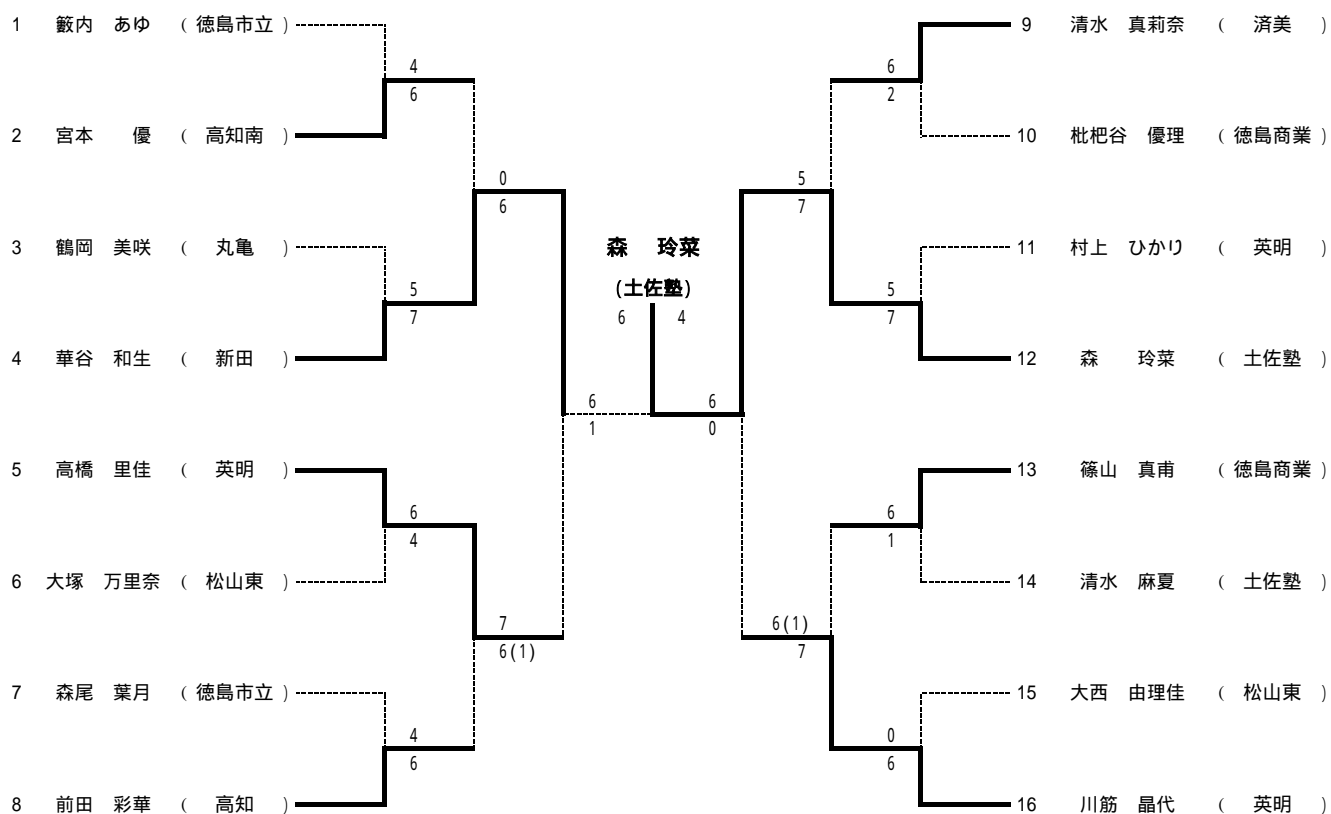 1 籔内 あゆ ( 徳島市立 )
4
6
2 宮本 優 ( 高知南 )
0
6
3 鶴岡 美咲 ( 丸亀 )
5
7
4 華谷 和生 ( 新田 )
6
1
5 高橋 里佳 ( 英明 )
6
4
6 大塚 万里奈 ( 松山東 )
7
6(1)
7 森尾 葉月 ( 徳島市立 )
4
6
8 前田 彩華 ( 高知 )
森 玲菜
(土佐塾)
6 4
9 清水 真莉奈 ( 済美 )
6
2
10 枇杷谷 優理 ( 徳島商業 )
5
7
11 村上 ひかり ( 英明 )
5
7
12 森 玲菜 ( 土佐塾 )
6
0
13 篠山 真甫 ( 徳島商業 )
6
1
14 清水 麻夏 ( 土佐塾 )
6(1)
7
15 大西 由理佳 ( 松山東 )
0
6
16 川筋 晶代 ( 英明 )